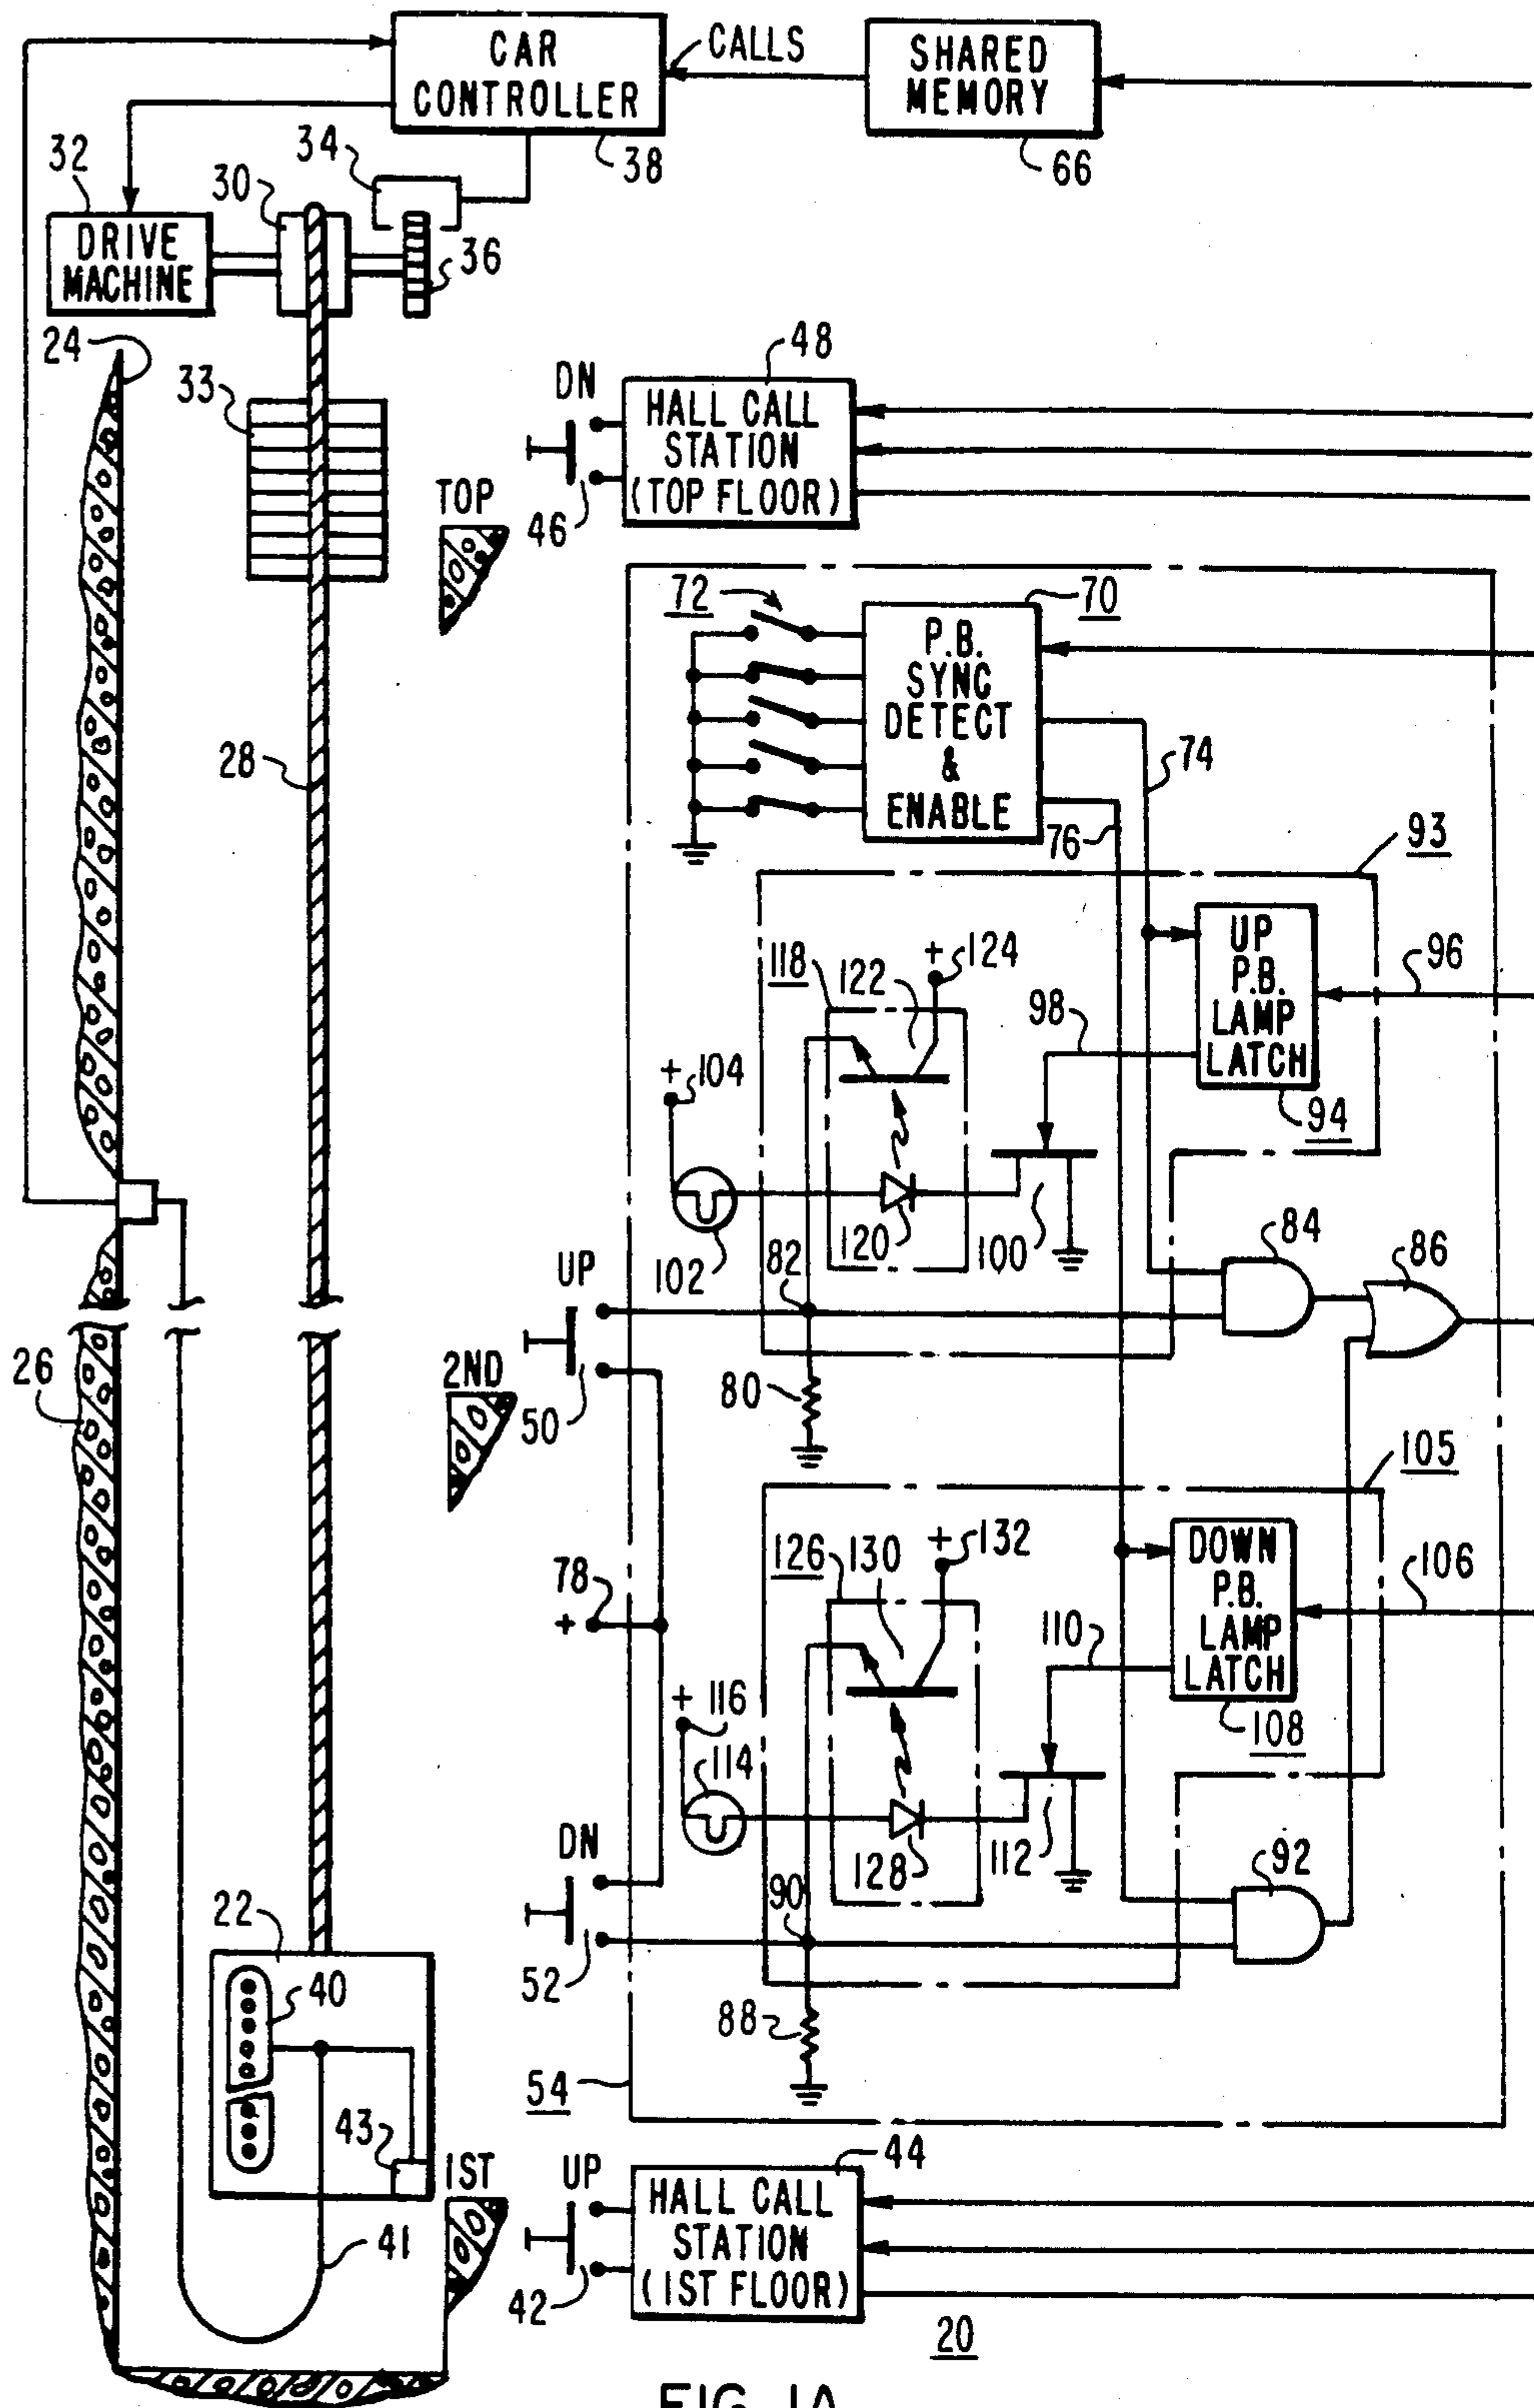 CAR
CONTROLLER
CALLS
SHARED
MEMORY
38
66
32
30
34
DRIVE
MACHINE
36
24
33
48
DN
HALL CALL
STATION
(TOP FLOOR)
TOP
46
72
70
P.B.
SYNC
DETECT
&
ENABLE
28
74
76
93
UP
P.B.
LAMP
LATCH
96
118
122
+
124
98
+
104
94
120
100
102
82
84
86
UP
26
2ND
50
80
105
DOWN
P.B.
LAMP
LATCH
106
126
130
+
132
78
+
110
+
116
114
108
DN
128
112
92
90
22
40
52
88
54
43
1ST
UP
44
HALL CALL
STATION
(1ST FLOOR)
41
42
20
FIG. 1A